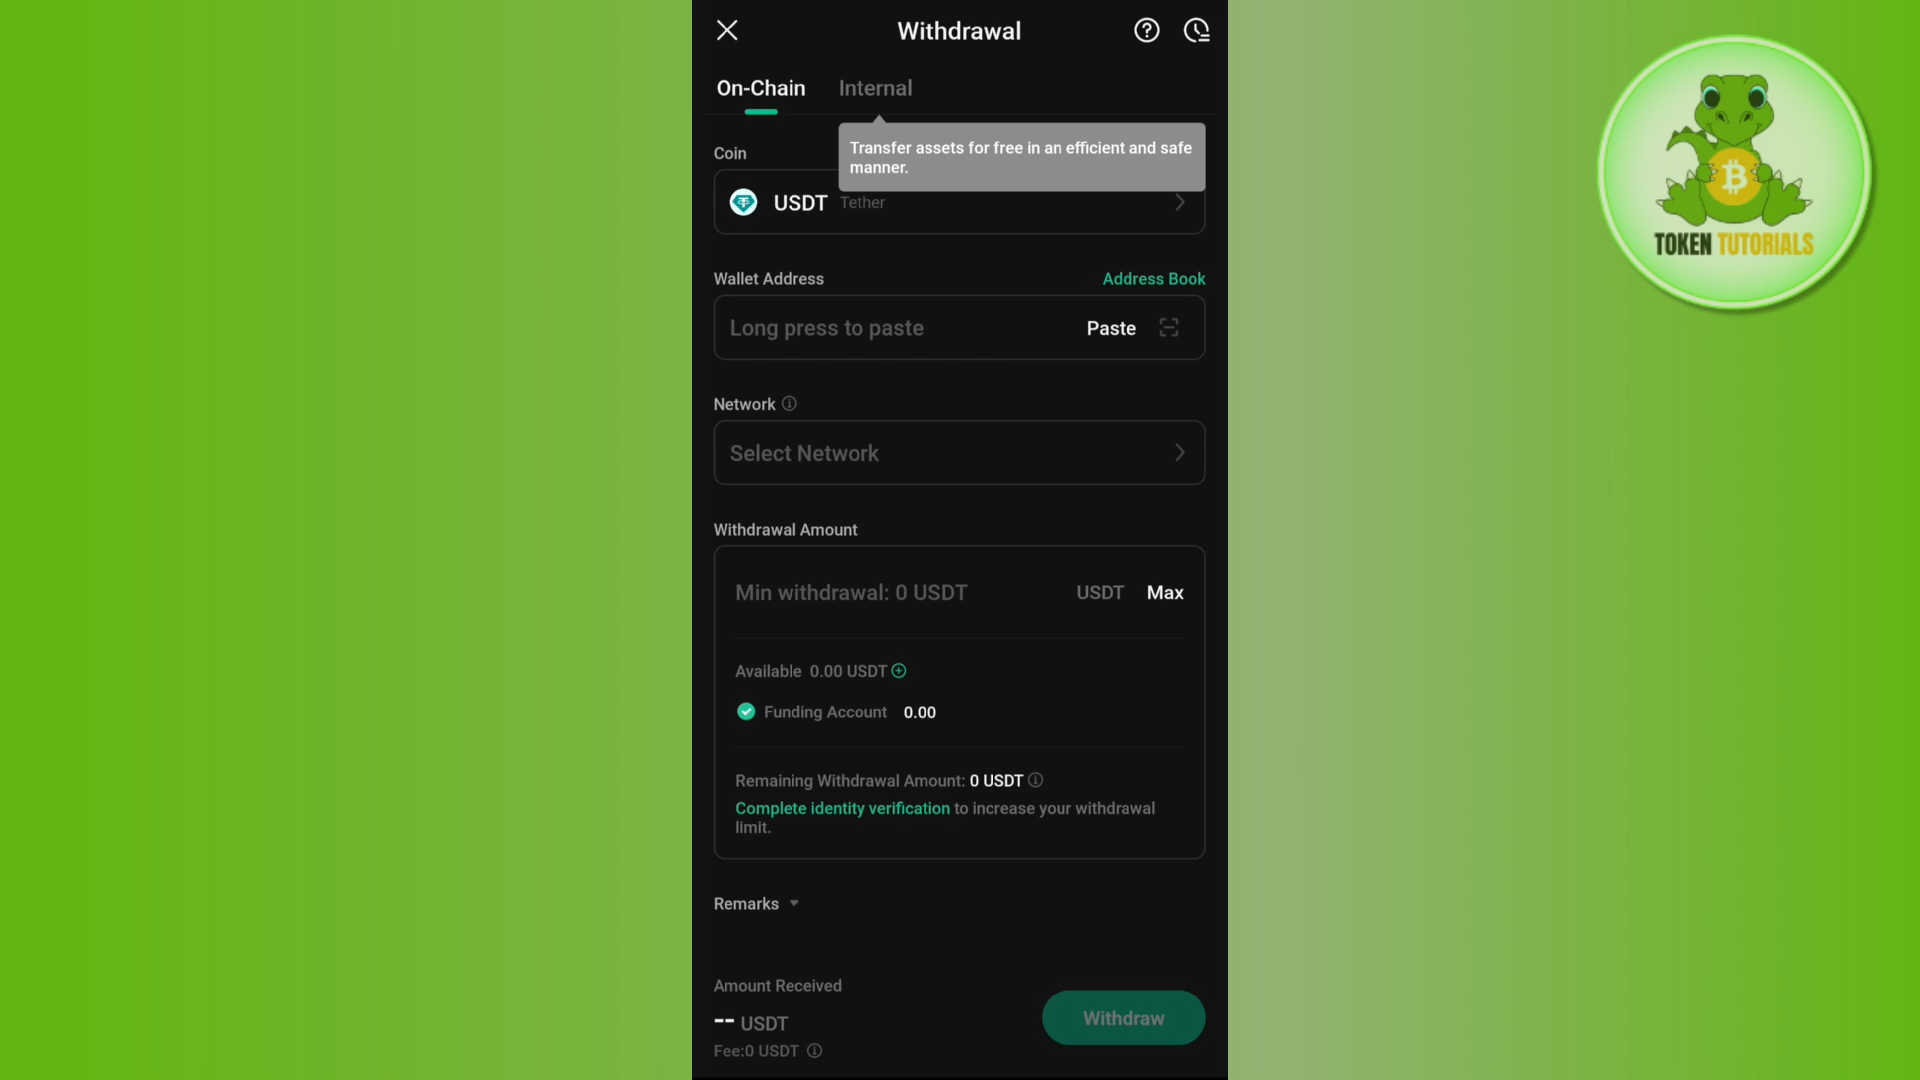 Withdrawal
On-Chain Internal
Transfer assets for free in an efficient and safe
manner.
Coin
USDT Tether
Wallet Address Address Book
Long press to paste Paste
Network
Select Network
Withdrawal Amount
Min withdrawal: 0 USDT USDT Max
Available 0.00 USDT
Funding Account 0.00
Remaining Withdrawal Amount: 0 USDT
Complete identity verification to increase your withdrawal
limit.
Remarks
Amount Received
-- USDT
Fee:0 USDT
Withdraw
TOKEN TUTORIALS